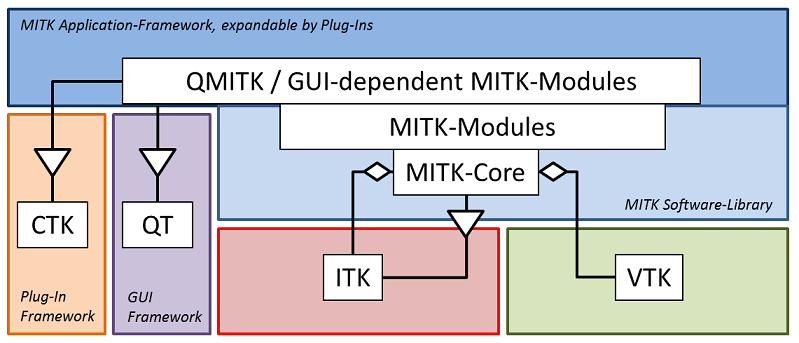 MITK Application-Framework, expandable by Plug-Ins
QMITK / GUI-dependent MITK-Modules
MITK-Modules
MITK-Core
MITK Software-Library
CTK
QT
ITK
VTK
Plug-In
Framework
GUI
Framework